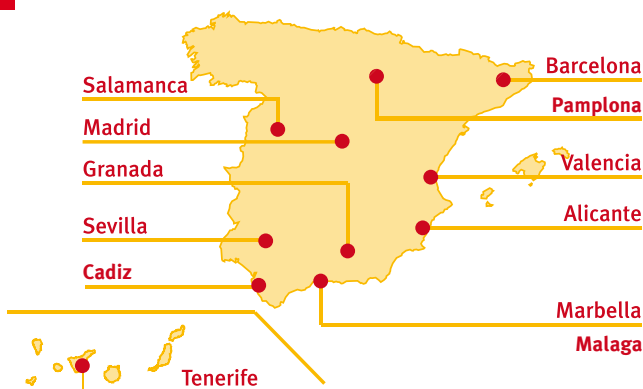 Barcelona
Salamanca
Pamplona
Madrid
Granada
Valencia
Alicante
Sevilla
Cadiz
Marbella
Malaga
Tenerife